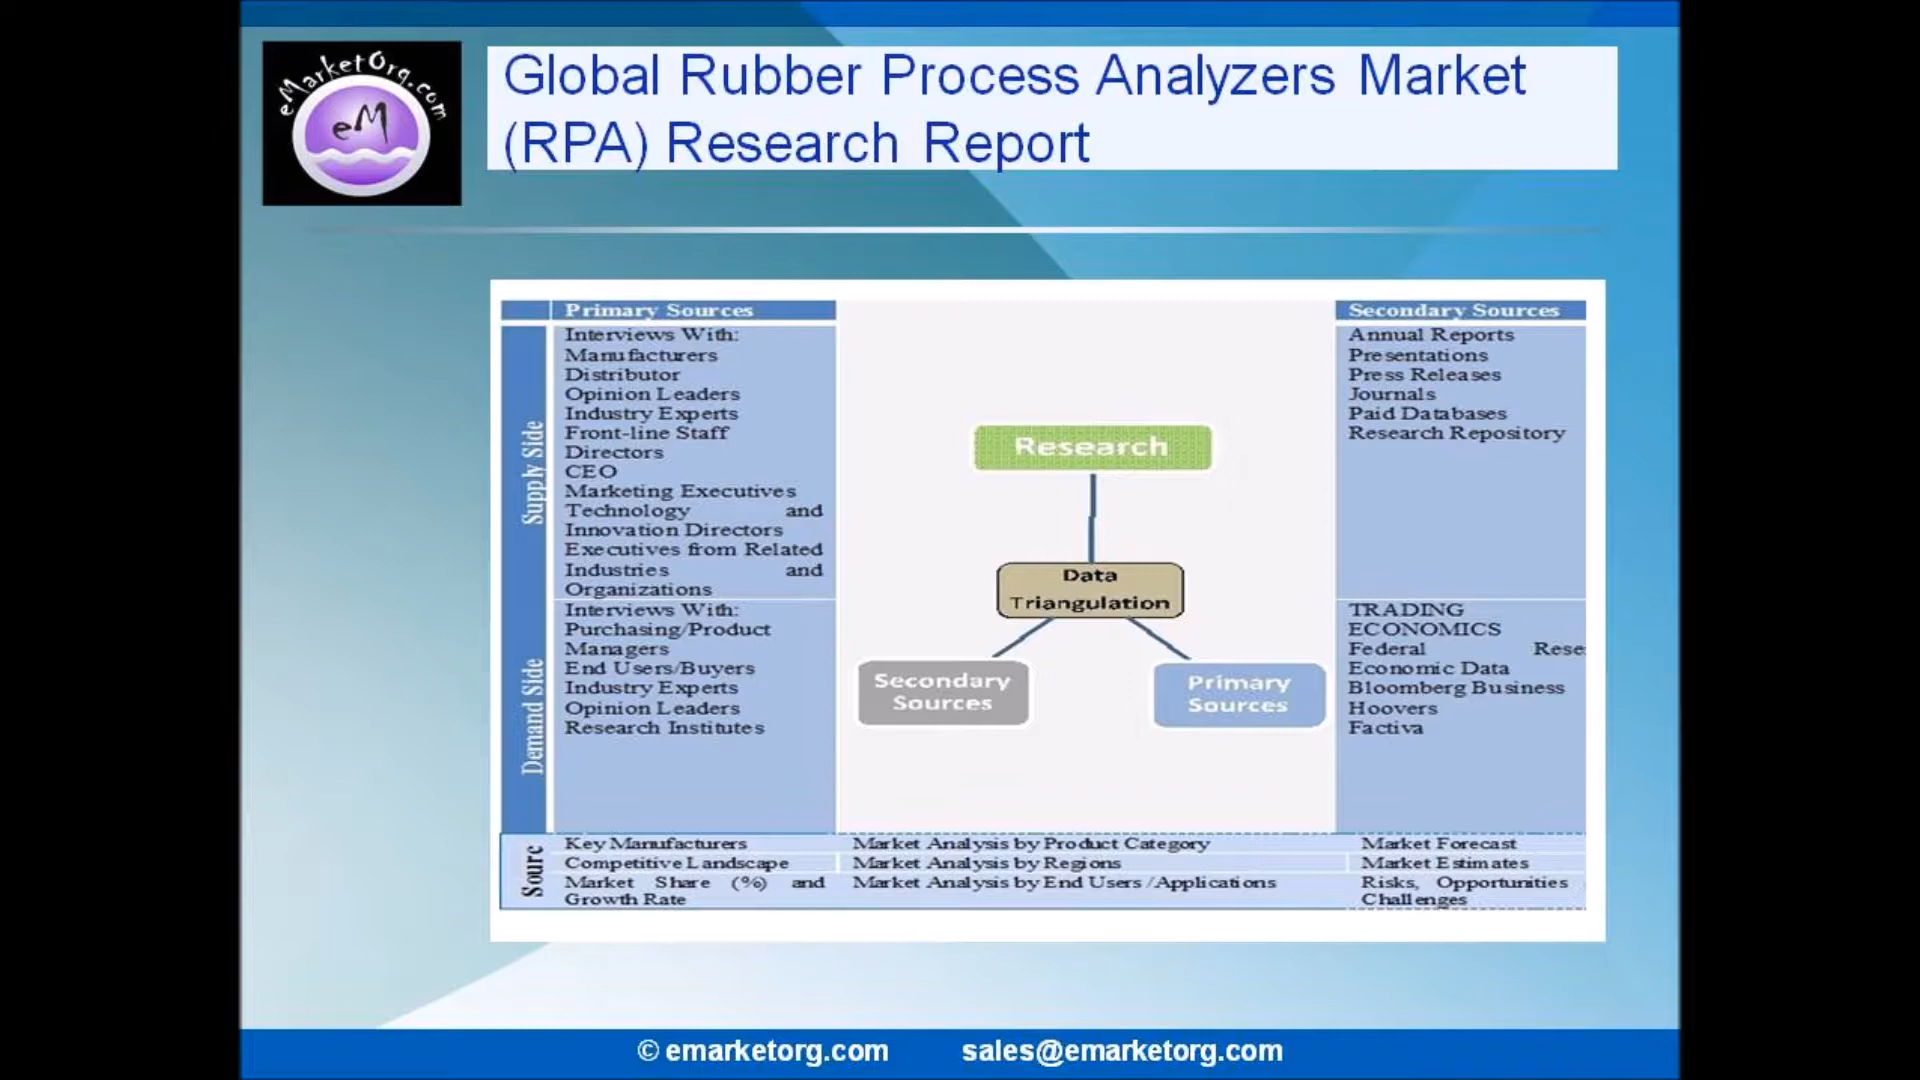 eMarketOrg.com
eM
Global Rubber Process Analyzers Market
(RPA) Research Report
Primary Sources
Supply Side
Interviews With:
Manufacturers
Distributor
Opinion Leaders
Industry Experts
Front-line Staff
Directors
CEO
Marketing Executives
Technology and
Innovation Directors
Executives from Related
Industries and
Organizations
Demand Side
Interviews With:
Purchasing/Product
Managers
End Users/Buyers
Industry Experts
Opinion Leaders
Research Institutes
Research
Data
Triangulation
Secondary
Sources
Primary
Sources
Secondary Sources
Annual Reports
Presentations
Press Releases
Journals
Paid Databases
Research Repository
TRADING
ECONOMICS
Federal Rese
Economic Data
Bloomberg Business
Hoovers
Factiva
Sourc
Key Manufacturers
Competitive Landscape
Market Share (%) and
Growth Rate
Market Analysis by Product Category
Market Analysis by Regions
Market Analysis by End Users /Applications
Market Forecast
Market Estimates
Risks, Opportunities
Challenges
© emarketorg.com sales@emarketorg.com